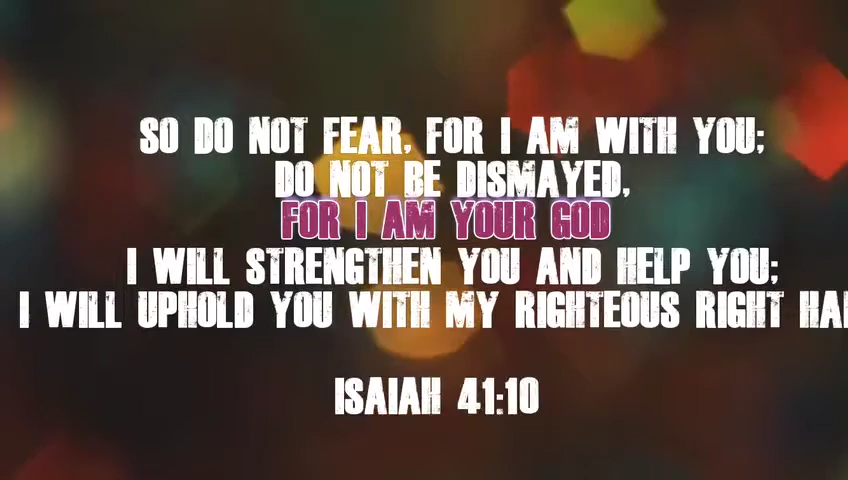 SO DO NOT FEAR, FOR I AM WITH YOU;
DO NOT BE DISMAYED,
FOR I AM YOUR GOD
I WILL STRENGTHEN YOU AND HELP YOU;
I WILL UPHOLD YOU WITH MY RIGHTEOUS RIGHT
ISAIAH 41:10